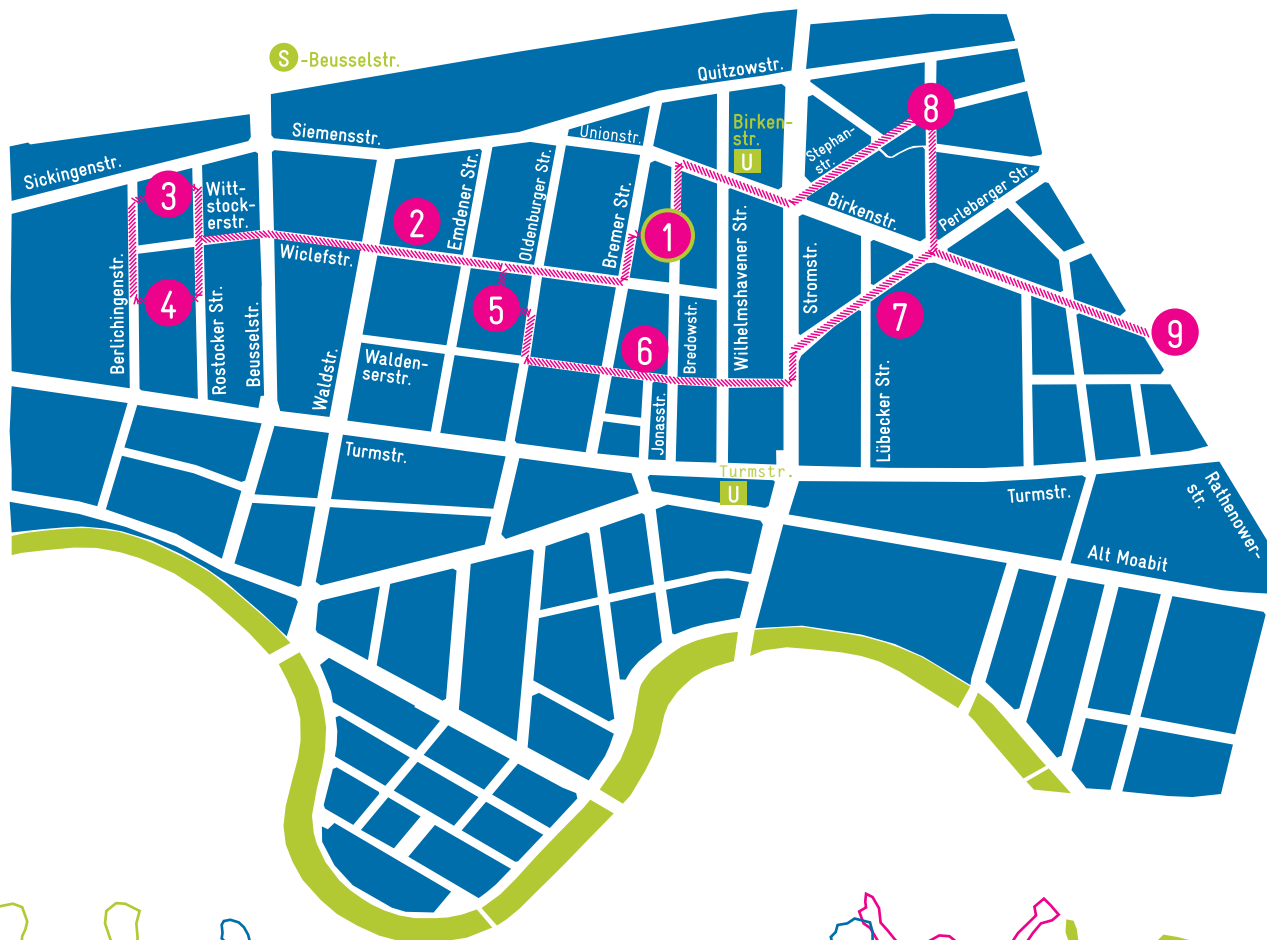 S -Beusselstr.
Quitzowstr.
Siemensstr.
Unionstr.
Birken-
str.
U
Stephan-
str.
8
Sickingenstr.
3
Witt-
stock-
erstr.
2
Emdener Str.
Oldenburger Str.
Bremer Str.
1
Birkenstr.
Perleberger Str.
Wiclefstr.
Wilhelmshavener Str.
Stromstr.
Berlichingenstr.
4
Rostocker Str.
Beusselstr.
5
6
Bredowstr.
7
9
Waldstr.
Walden-
serstr.
Jonasstr.
Lübecker Str.
Turmstr.
Turmstr.
U
Turmstr.
Rathenower-
str.
Alt Moabit